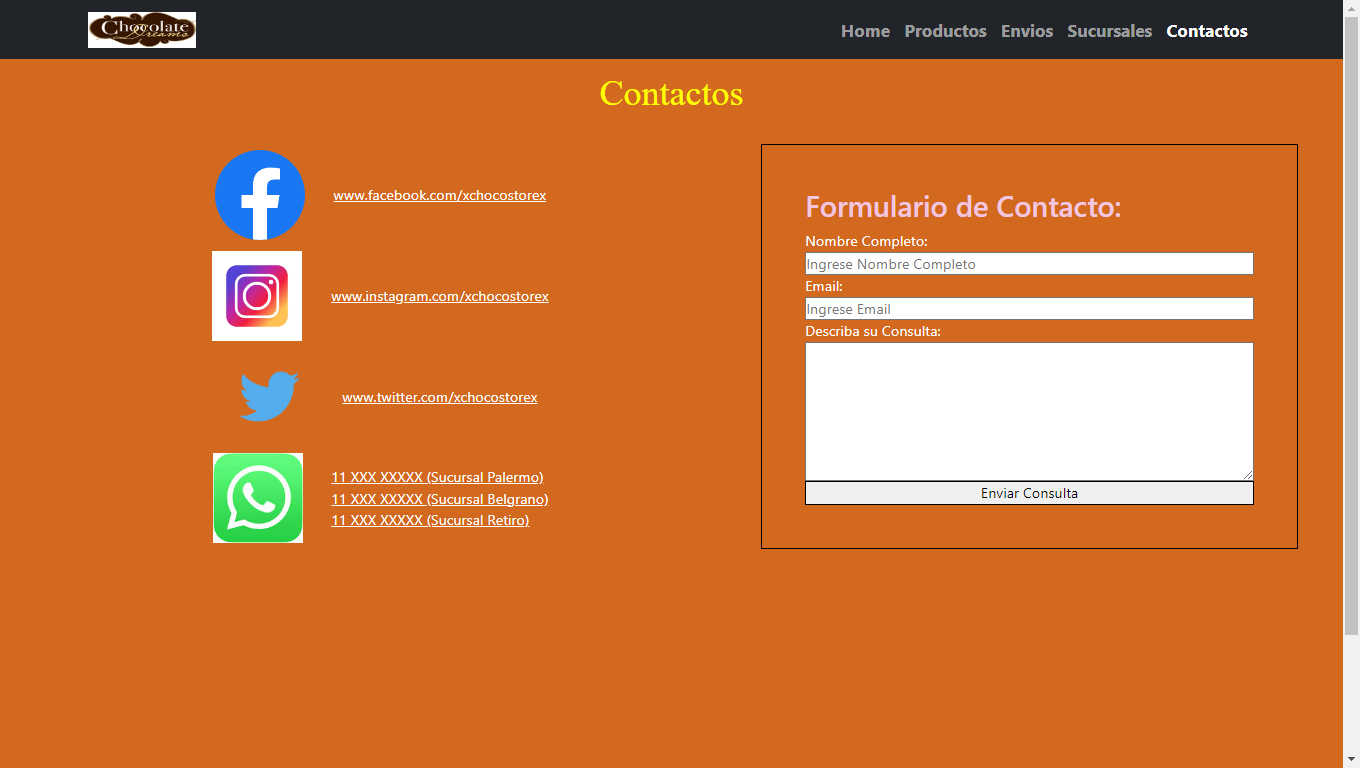 Chocolate
Dreams
Home Productos Envios Sucursales Contactos
Contactos
www.facebook.com/xchocostorex
www.instagram.com/xchocostorex
www.twitter.com/xchocostorex
11 XXX XXXXX (Sucursal Palermo)
11 XXX XXXXX (Sucursal Belgrano)
11 XXX XXXXX (Sucursal Retiro)
Formulario de Contacto:
Nombre Completo:
Ingrese Nombre Completo
Email:
Ingrese Email
Describa su Consulta:
Enviar Consulta